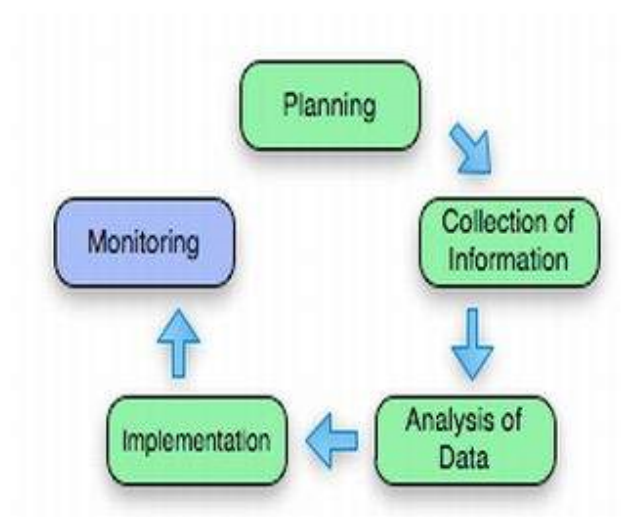 Planning
Collection of
Information
Analysis of
Data
Implementation
Monitoring